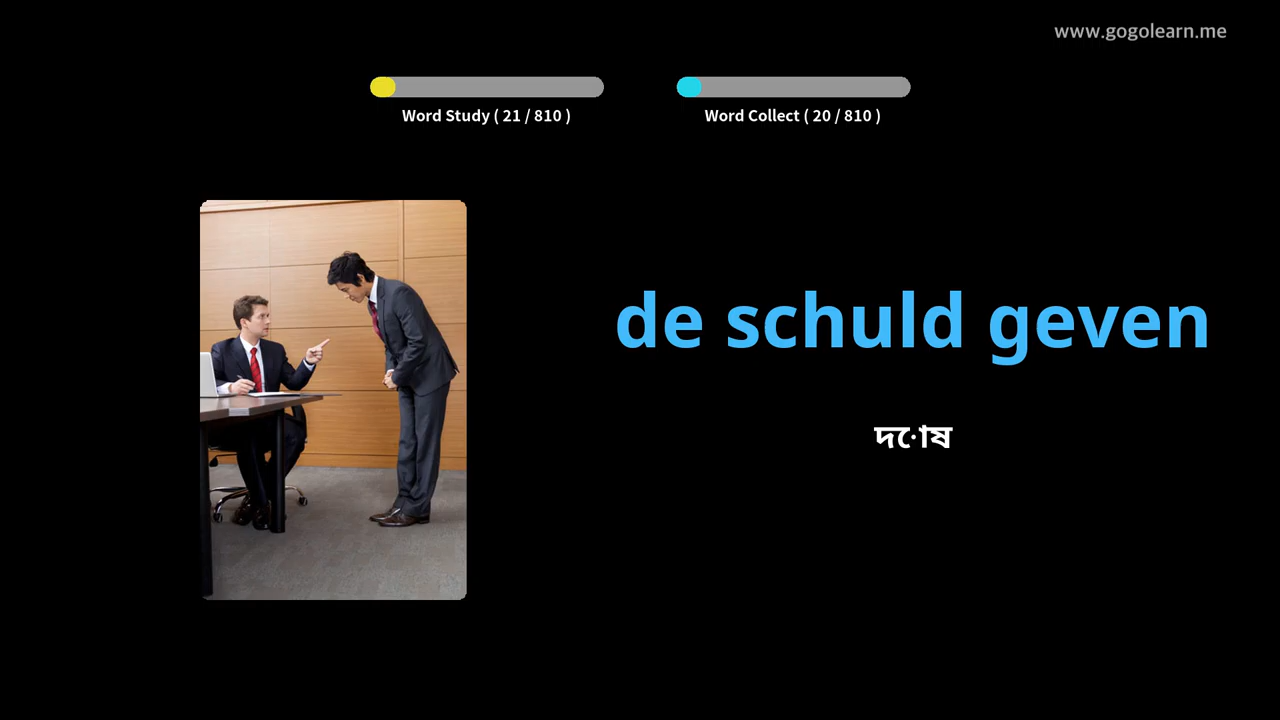 www.gogolearn.me
Word Study ( 21 / 810 )
Word Collect ( 20 / 810 )
de schuld geven
দোষ